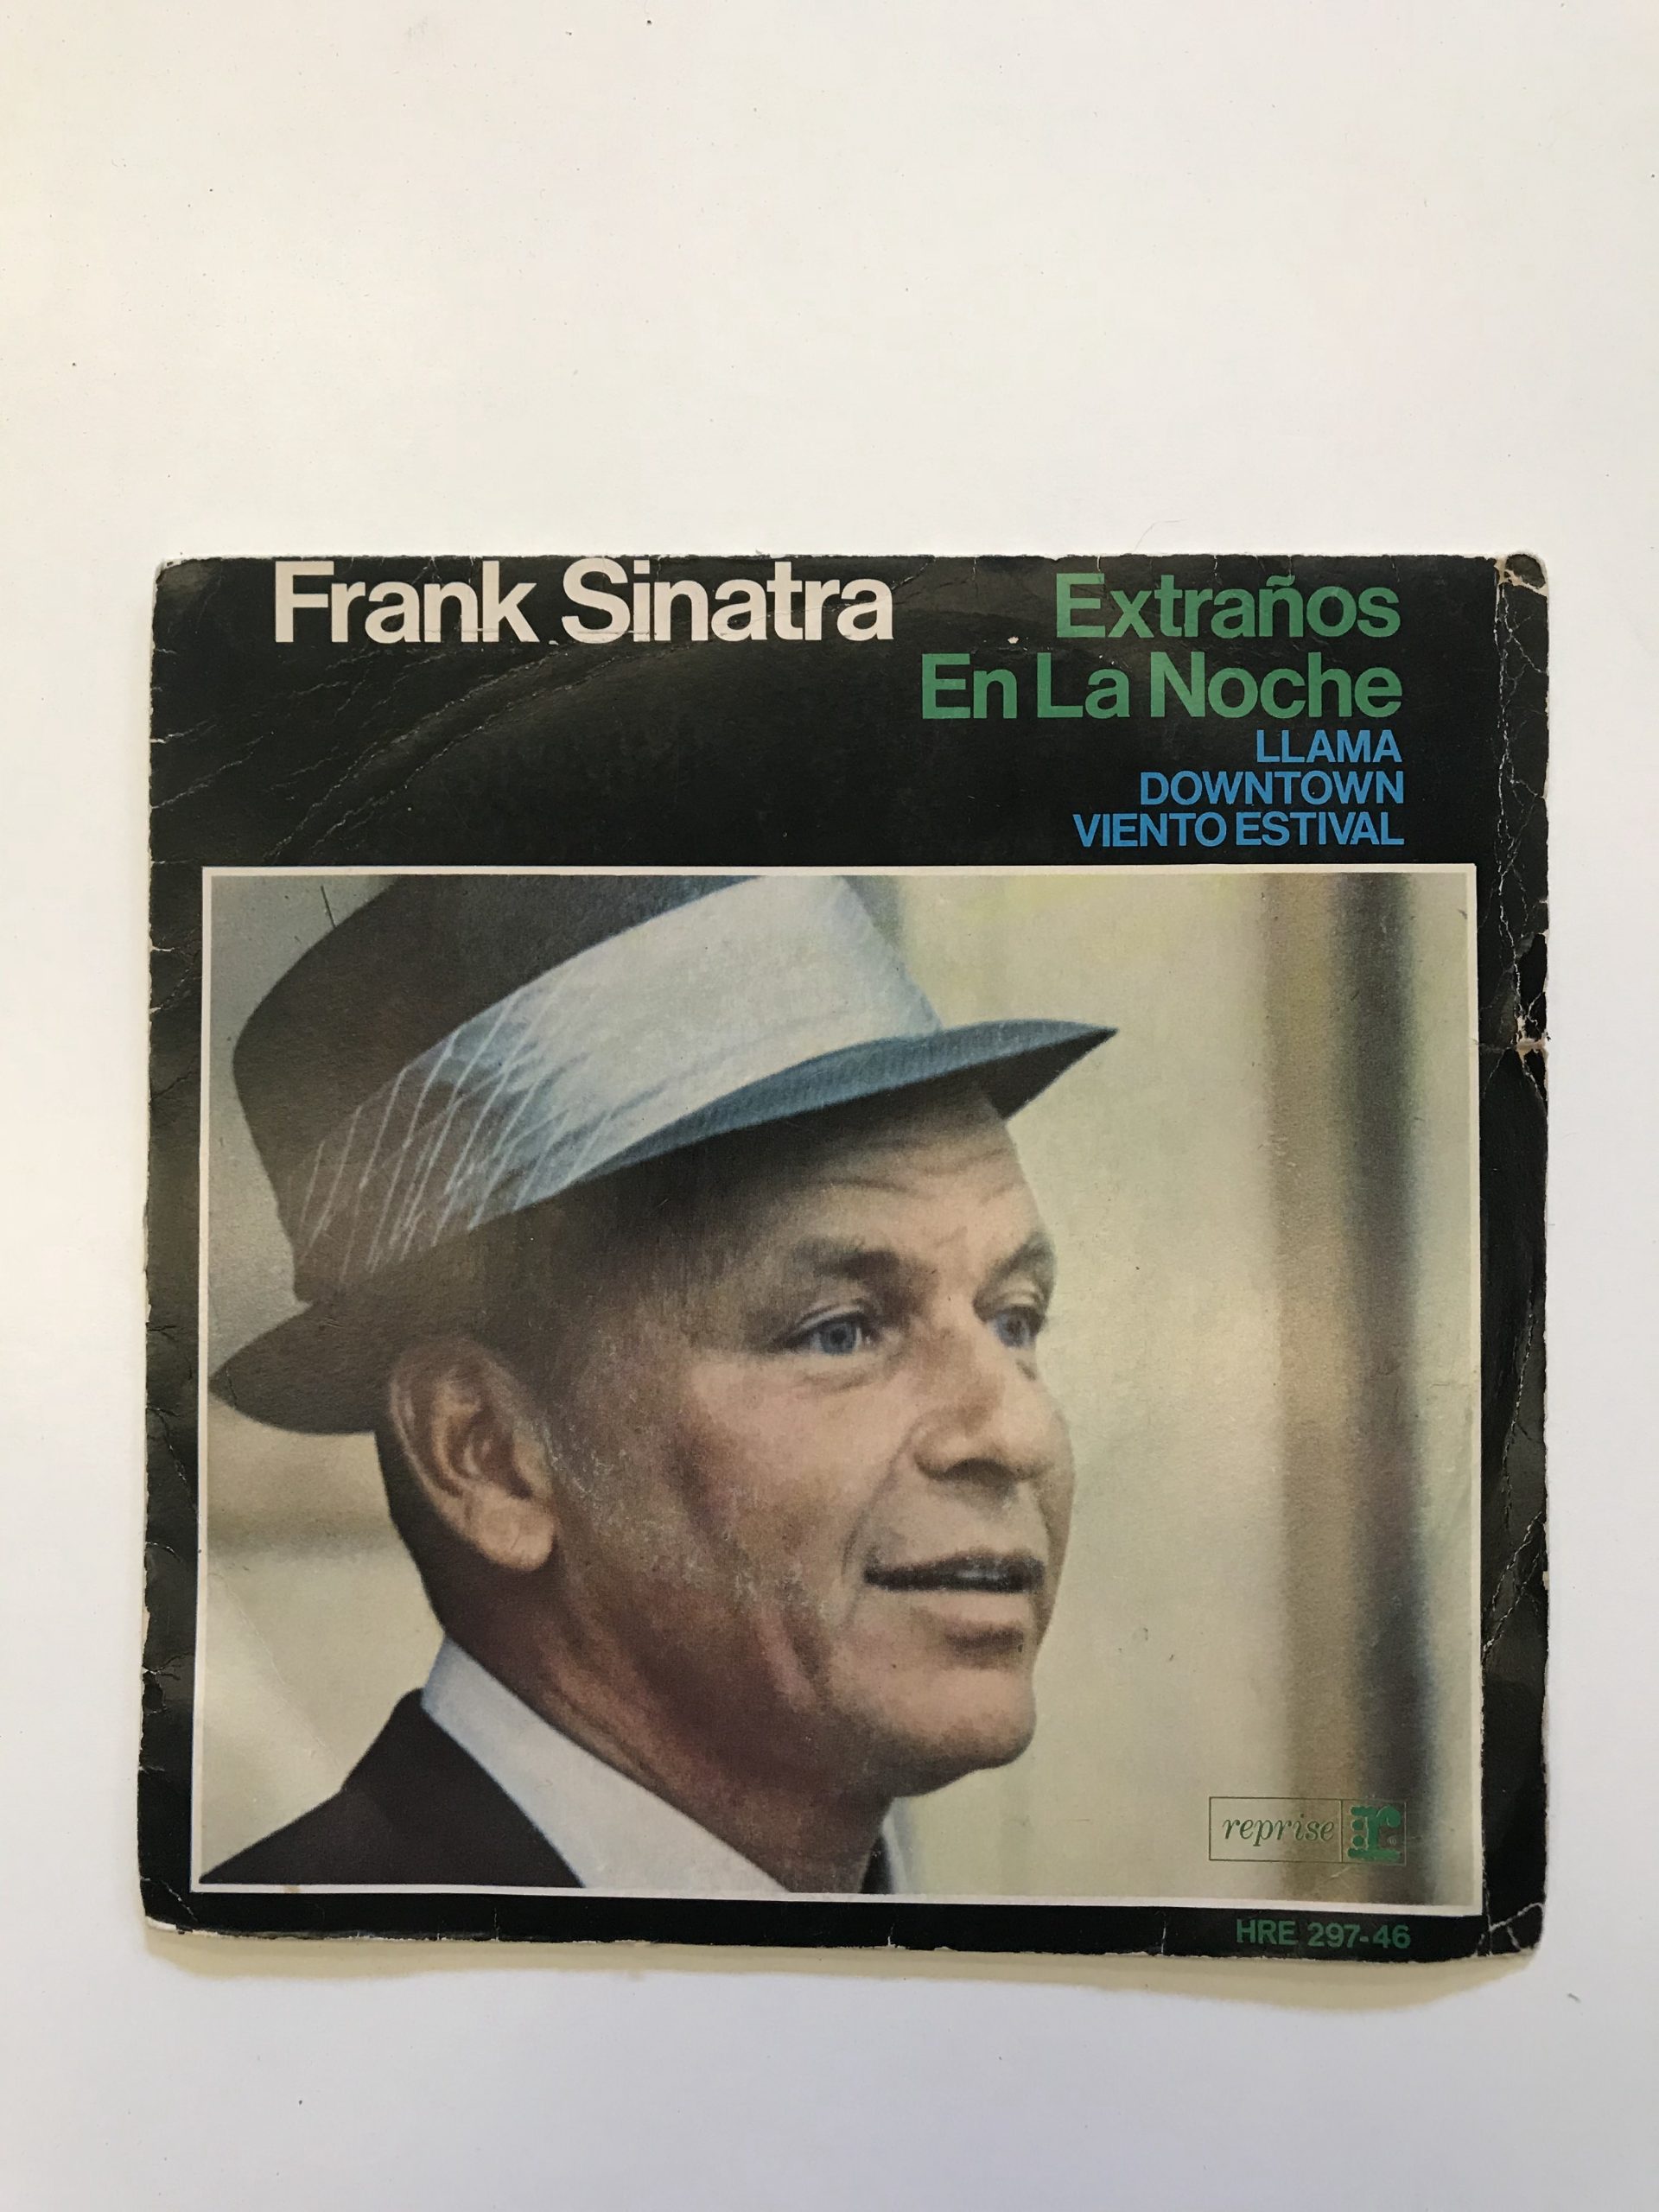 Frank Sinatra
Extraños
En La Noche
LLAMA
DOWNTOWN
VIENTO ESTIVAL
reprise r:
HRE 297-46